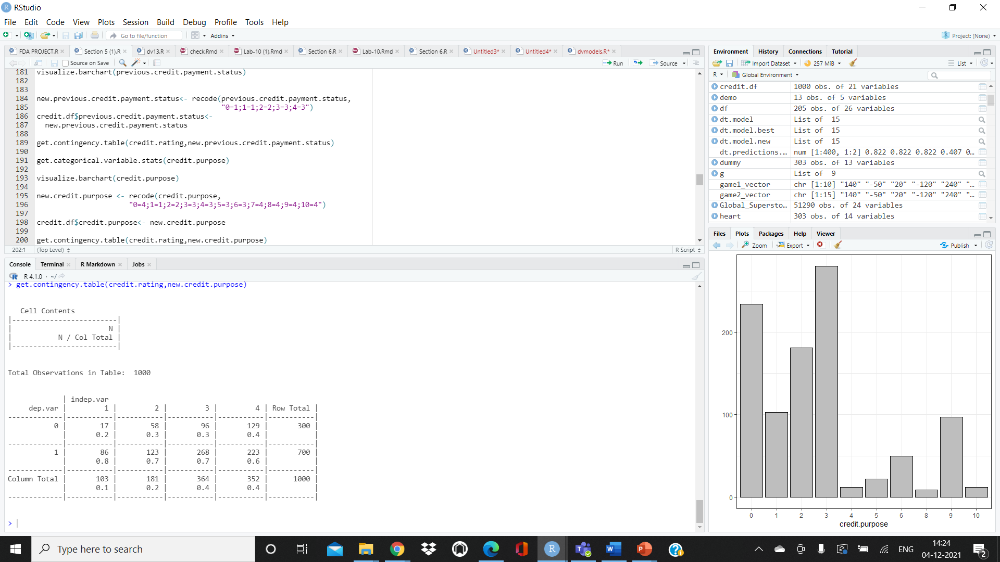 RStudio
File Edit Code View Plots Session Build Debug Profile Tools Help
Go to file/function Addins Project: (None)
FDA PROJECT.R Section 5 (1).R dv13.R check.Rmd Lab-10 (1).Rmd Section 6.R Lab-10.Rmd Section 6.R Untitled3* Untitled4* dvmodels.R*
Source on Save Run Source
181 visualize.barchart(previous.credit.payment.status)
182
183
184 new.previous.credit.payment.status<- recode(previous.credit.payment.status,
185 "0=1;1=1;2=2;3=3;4=3")
186 credit.df$previous.credit.payment.status<-
187 new.previous.credit.payment.status
188
189 get.contingency.table(credit.rating,new.previous.credit.payment.status)
190
191 get.categorical.variable.stats(credit.purpose)
192
193 visualize.barchart(credit.purpose)
194
195 new.credit.purpose <- recode(credit.purpose,
196 "0=4;1=1;2=2;3=3;4=3;5=3;6=3;7=4;8=4;9=4;10=4")
197
198 credit.df$credit.purpose<- new.credit.purpose
199
200 get.contingency.table(credit.rating,new.credit.purpose)
202:1 (Top Level) R Script
Console Terminal R Markdown Jobs
R 4.1.0 · ~/
> get.contingency.table(credit.rating,new.credit.purpose)
Cell Contents
|-------------------------|
| N |
| N / Col Total |
|-------------------------|
Total Observations in Table: 1000
| indep.var
dep.var | 1 | 2 | 3 | 4 | Row Total |
-------------|-----------|-----------|-----------|-----------|-----------|
0 | 17 | 58 | 96 | 129 | 300 |
| 0.2 | 0.3 | 0.3 | 0.4 | |
-------------|-----------|-----------|-----------|-----------|-----------|
1 | 86 | 123 | 268 | 223 | 700 |
| 0.8 | 0.7 | 0.7 | 0.6 | |
-------------|-----------|-----------|-----------|-----------|-----------|
Column Total | 103 | 181 | 364 | 352 | 1000 |
| 0.1 | 0.2 | 0.4 | 0.4 | |
-------------|-----------|-----------|-----------|-----------|-----------|
>
Environment History Connections Tutorial
Import Dataset 257 MiB List
R Global Environment
credit.df 1000 obs. of 21 variables
demo 13 obs. of 5 variables
df 205 obs. of 26 variables
dt.model List of 15
dt.model.best List of 15
dt.model.new List of 15
dt.predictions.… num [1:400, 1:2] 0.822 0.822 0.822 0.407 0…
dummy 303 obs. of 13 variables
g List of 9
game1_vector chr [1:10] "140" "-50" "20" "-120" "240" "…
game2_vector chr [1:15] "140" "-50" "20" "-120" "240" "…
Global_Supersto… 51290 obs. of 24 variables
heart 303 obs. of 14 variables
Files Plots Packages Help Viewer
Zoom Export Publish
200
100
0
0 1 2 3 4 5 6 8 9 10
credit.purpose
Type here to search
ENG
14:24
04-12-2021
2